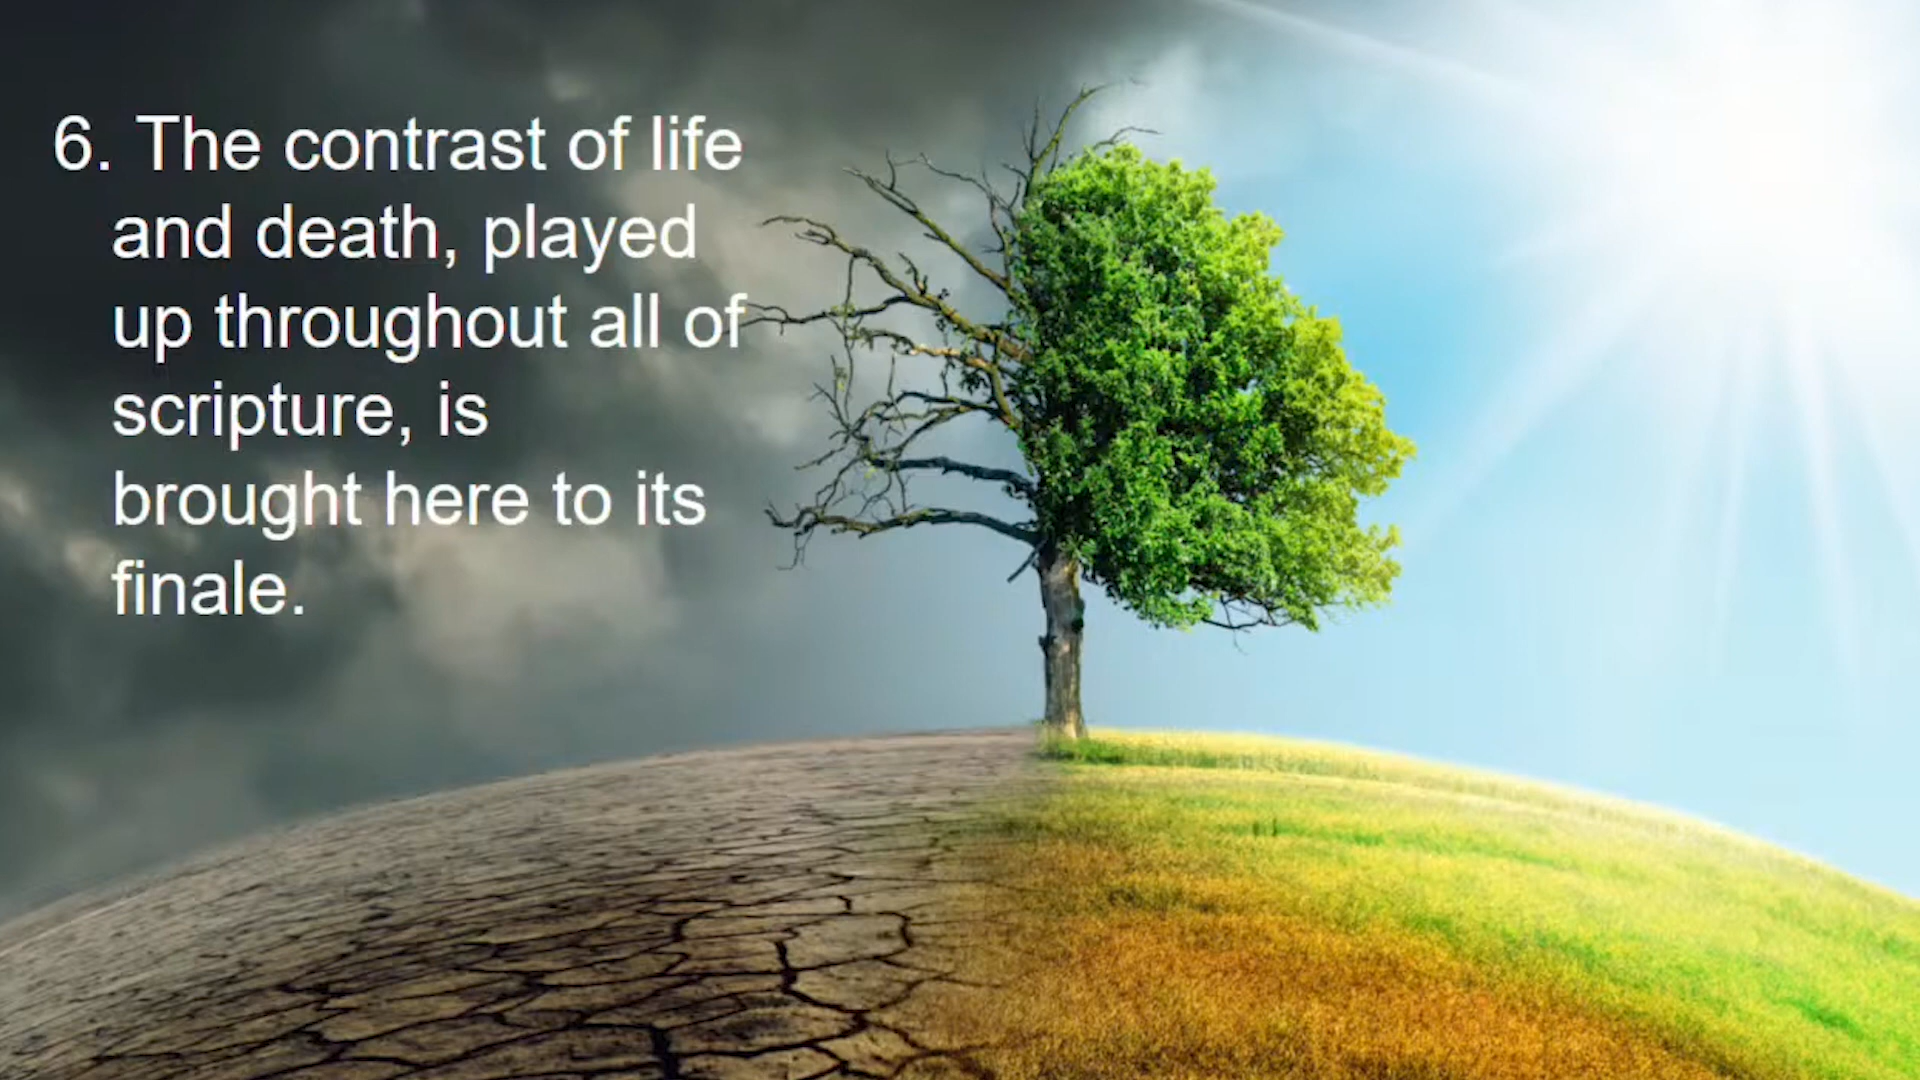 6. The contrast of life
and death, played
up throughout all of
scripture, is
brought here to its
finale.